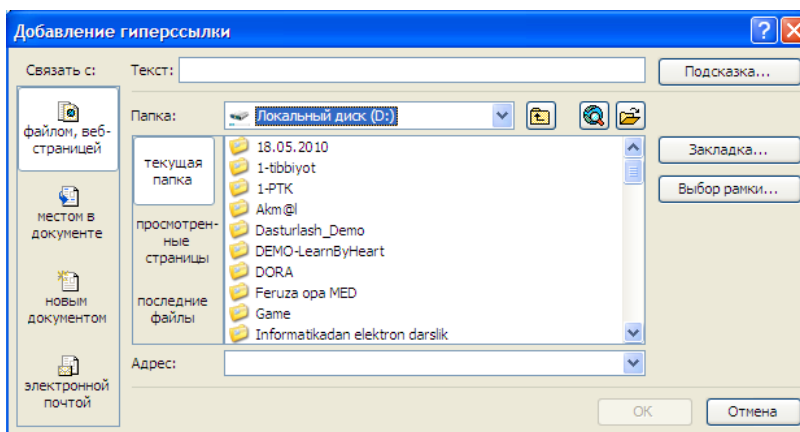 Добавление гиперссылки
Связать с:
Текст:
Подсказка...
файлом, веб-
страницей
Папка:
Локальный диск (D:)
текущая
папка
18.05.2010
1-tibbiyot
1-PTK
Akm@l
Dasturlash_Demo
DEMO-LearnByHeart
DORA
Feruza opa MED
Game
Informatikadan elektron darslik
Закладка...
Выбор рамки...
местом в
документе
просмотрен-
ные
страницы
новым
документом
последние
файлы
Адрес:
электронной
почтой
OK
Отмена